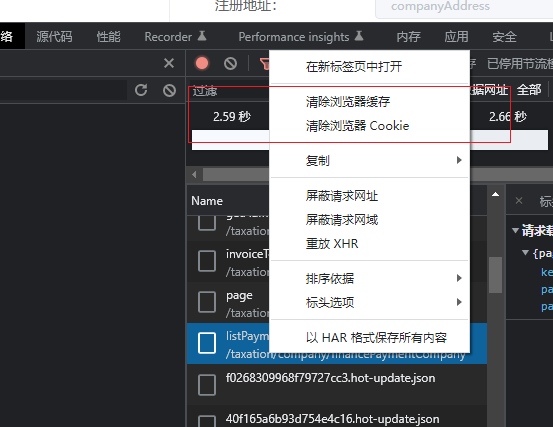 注册地址:
companyAddress
络 源代码 性能 Recorder Performance insights 内存 应用 安全
已停用节流模
过滤
数据网址 全部
2.59 秒
2.66 秒
在新标签页中打开
清除浏览器缓存
清除浏览器 Cookie
复制
屏蔽请求网址
屏蔽请求网域
重放 XHR
排序依据
标头选项
以 HAR 格式保存所有内容
Name
/taxation
invoiceT
/taxation
page
/taxation
listPaym
/taxation/company/financePaymentCompany
f0268309968f79727cc3.hot-update.json
40f165a6b93d754e4c16.hot-update.json
标头
请求载
{pa
ke
pa
pa